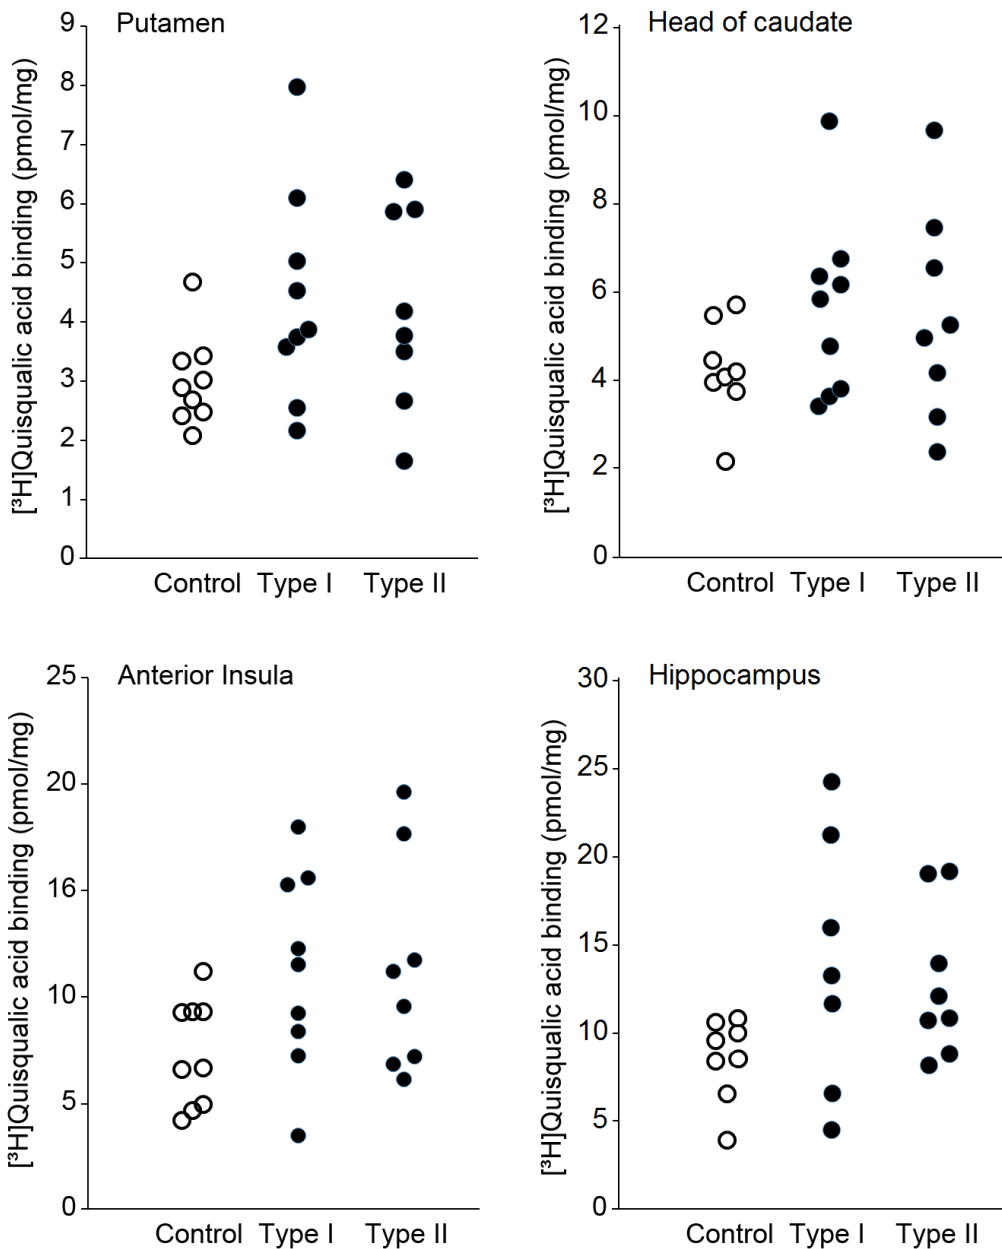 Putamen
[³H]Quisqualic acid binding (pmol/mg)
9
8
7
6
5
4
3
2
1
0
Control Type I Type II
Head of caudate
[³H]Quisqualic acid binding (pmol/mg)
12
10
8
6
4
2
0
Control Type I Type II
Anterior Insula
[³H]Quisqualic acid binding (pmol/mg)
25
20
16
10
5
0
Control Type I Type II
Hippocampus
[³H]Quisqualic acid binding (pmol/mg)
30
25
20
15
10
5
0
Control Type I Type II